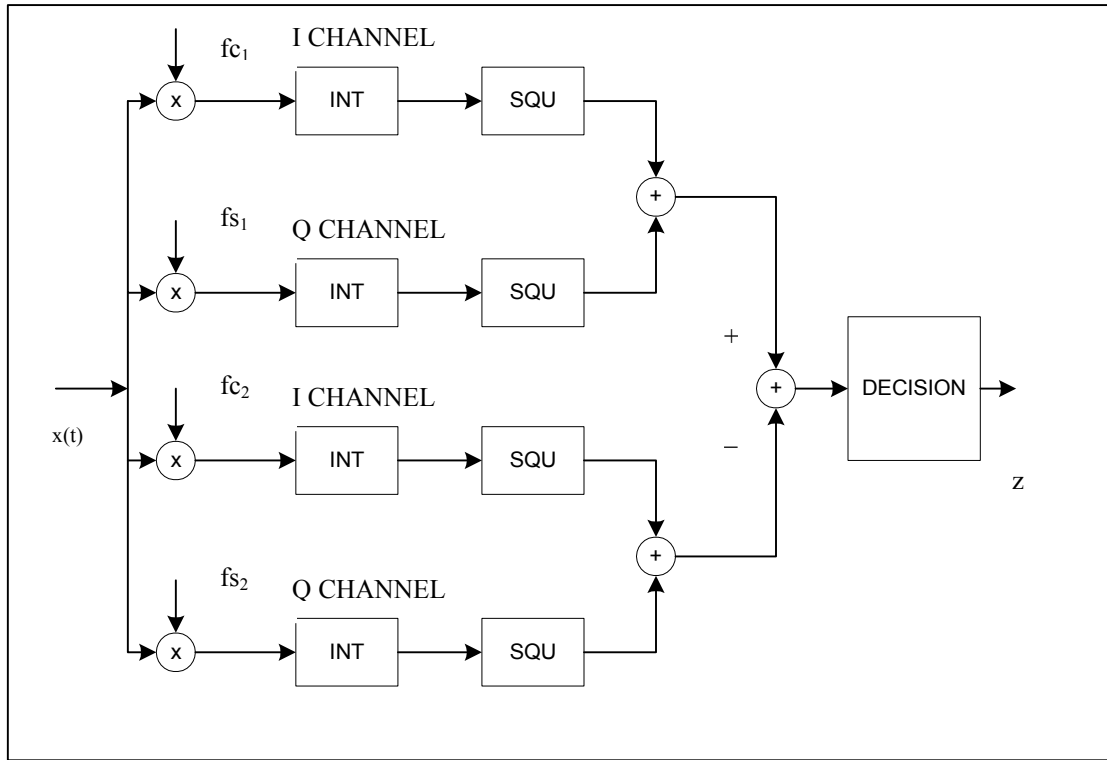 fc₁
I CHANNEL
x
INT
SQU
+
fs₁
Q CHANNEL
x
INT
SQU
+
+
DECISION
fc₂
I CHANNEL
x(t)
x
INT
SQU
−
z
+
fs₂
Q CHANNEL
x
INT
SQU